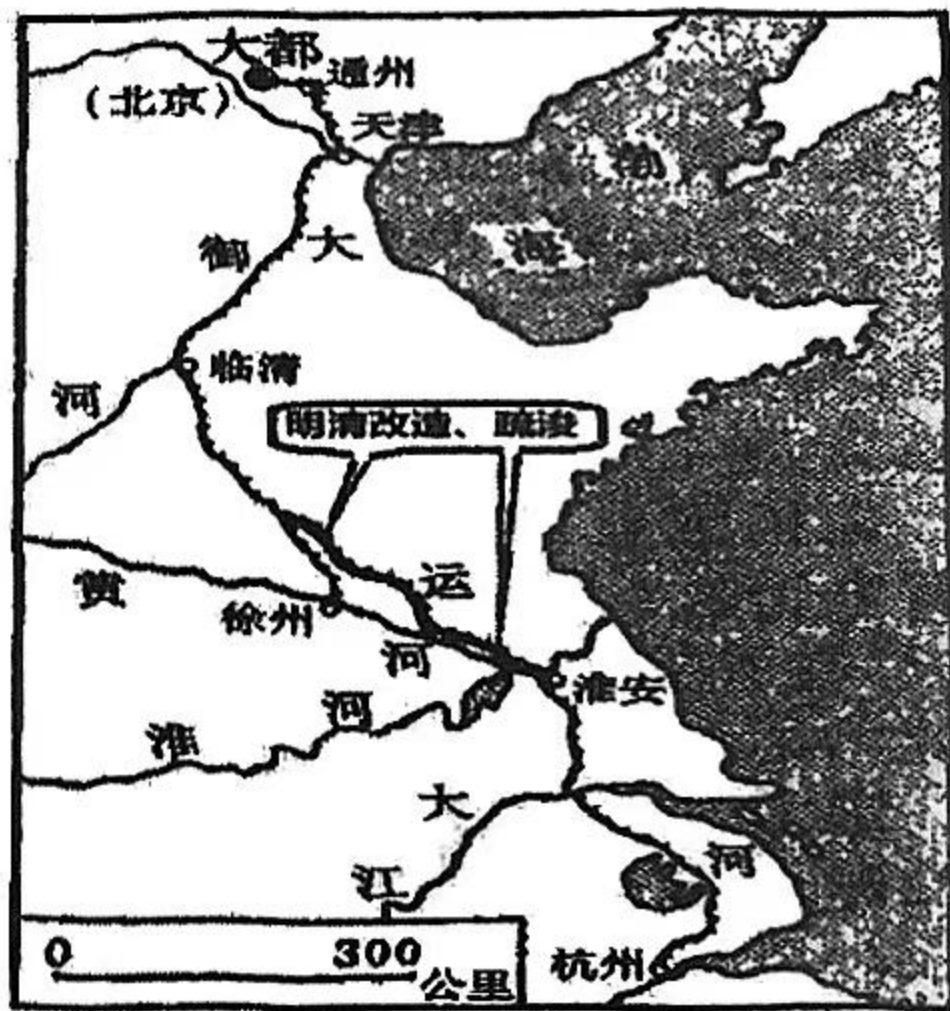 大都
通州
(北京)
天津
渤
海
御
大
临清
河
明清改造、疏浚
运
黄
徐州
河
淮安
河
淮
大
河
江
0 300
公里
杭州